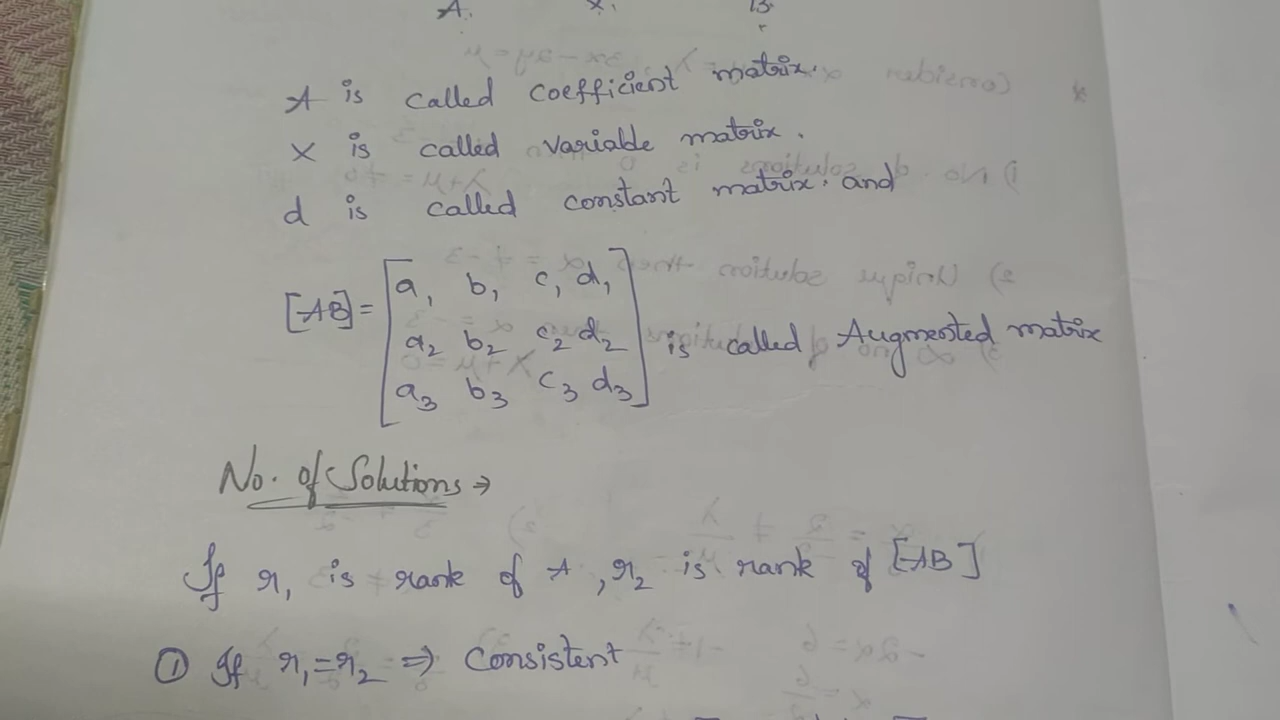 A. X. B.
A is called coefficient matrix.
X is called variable matrix.
d is called constant matrix. and
[AB] = [a₁ b₁ c₁ d₁
a₂ b₂ c₂ d₂
a₃ b₃ c₃ d₃] is called Augmented matrix
No. of Solutions →
If r₁ is rank of A, r₂ is rank of [AB]
① If r₁=r₂ ⇒ Consistent